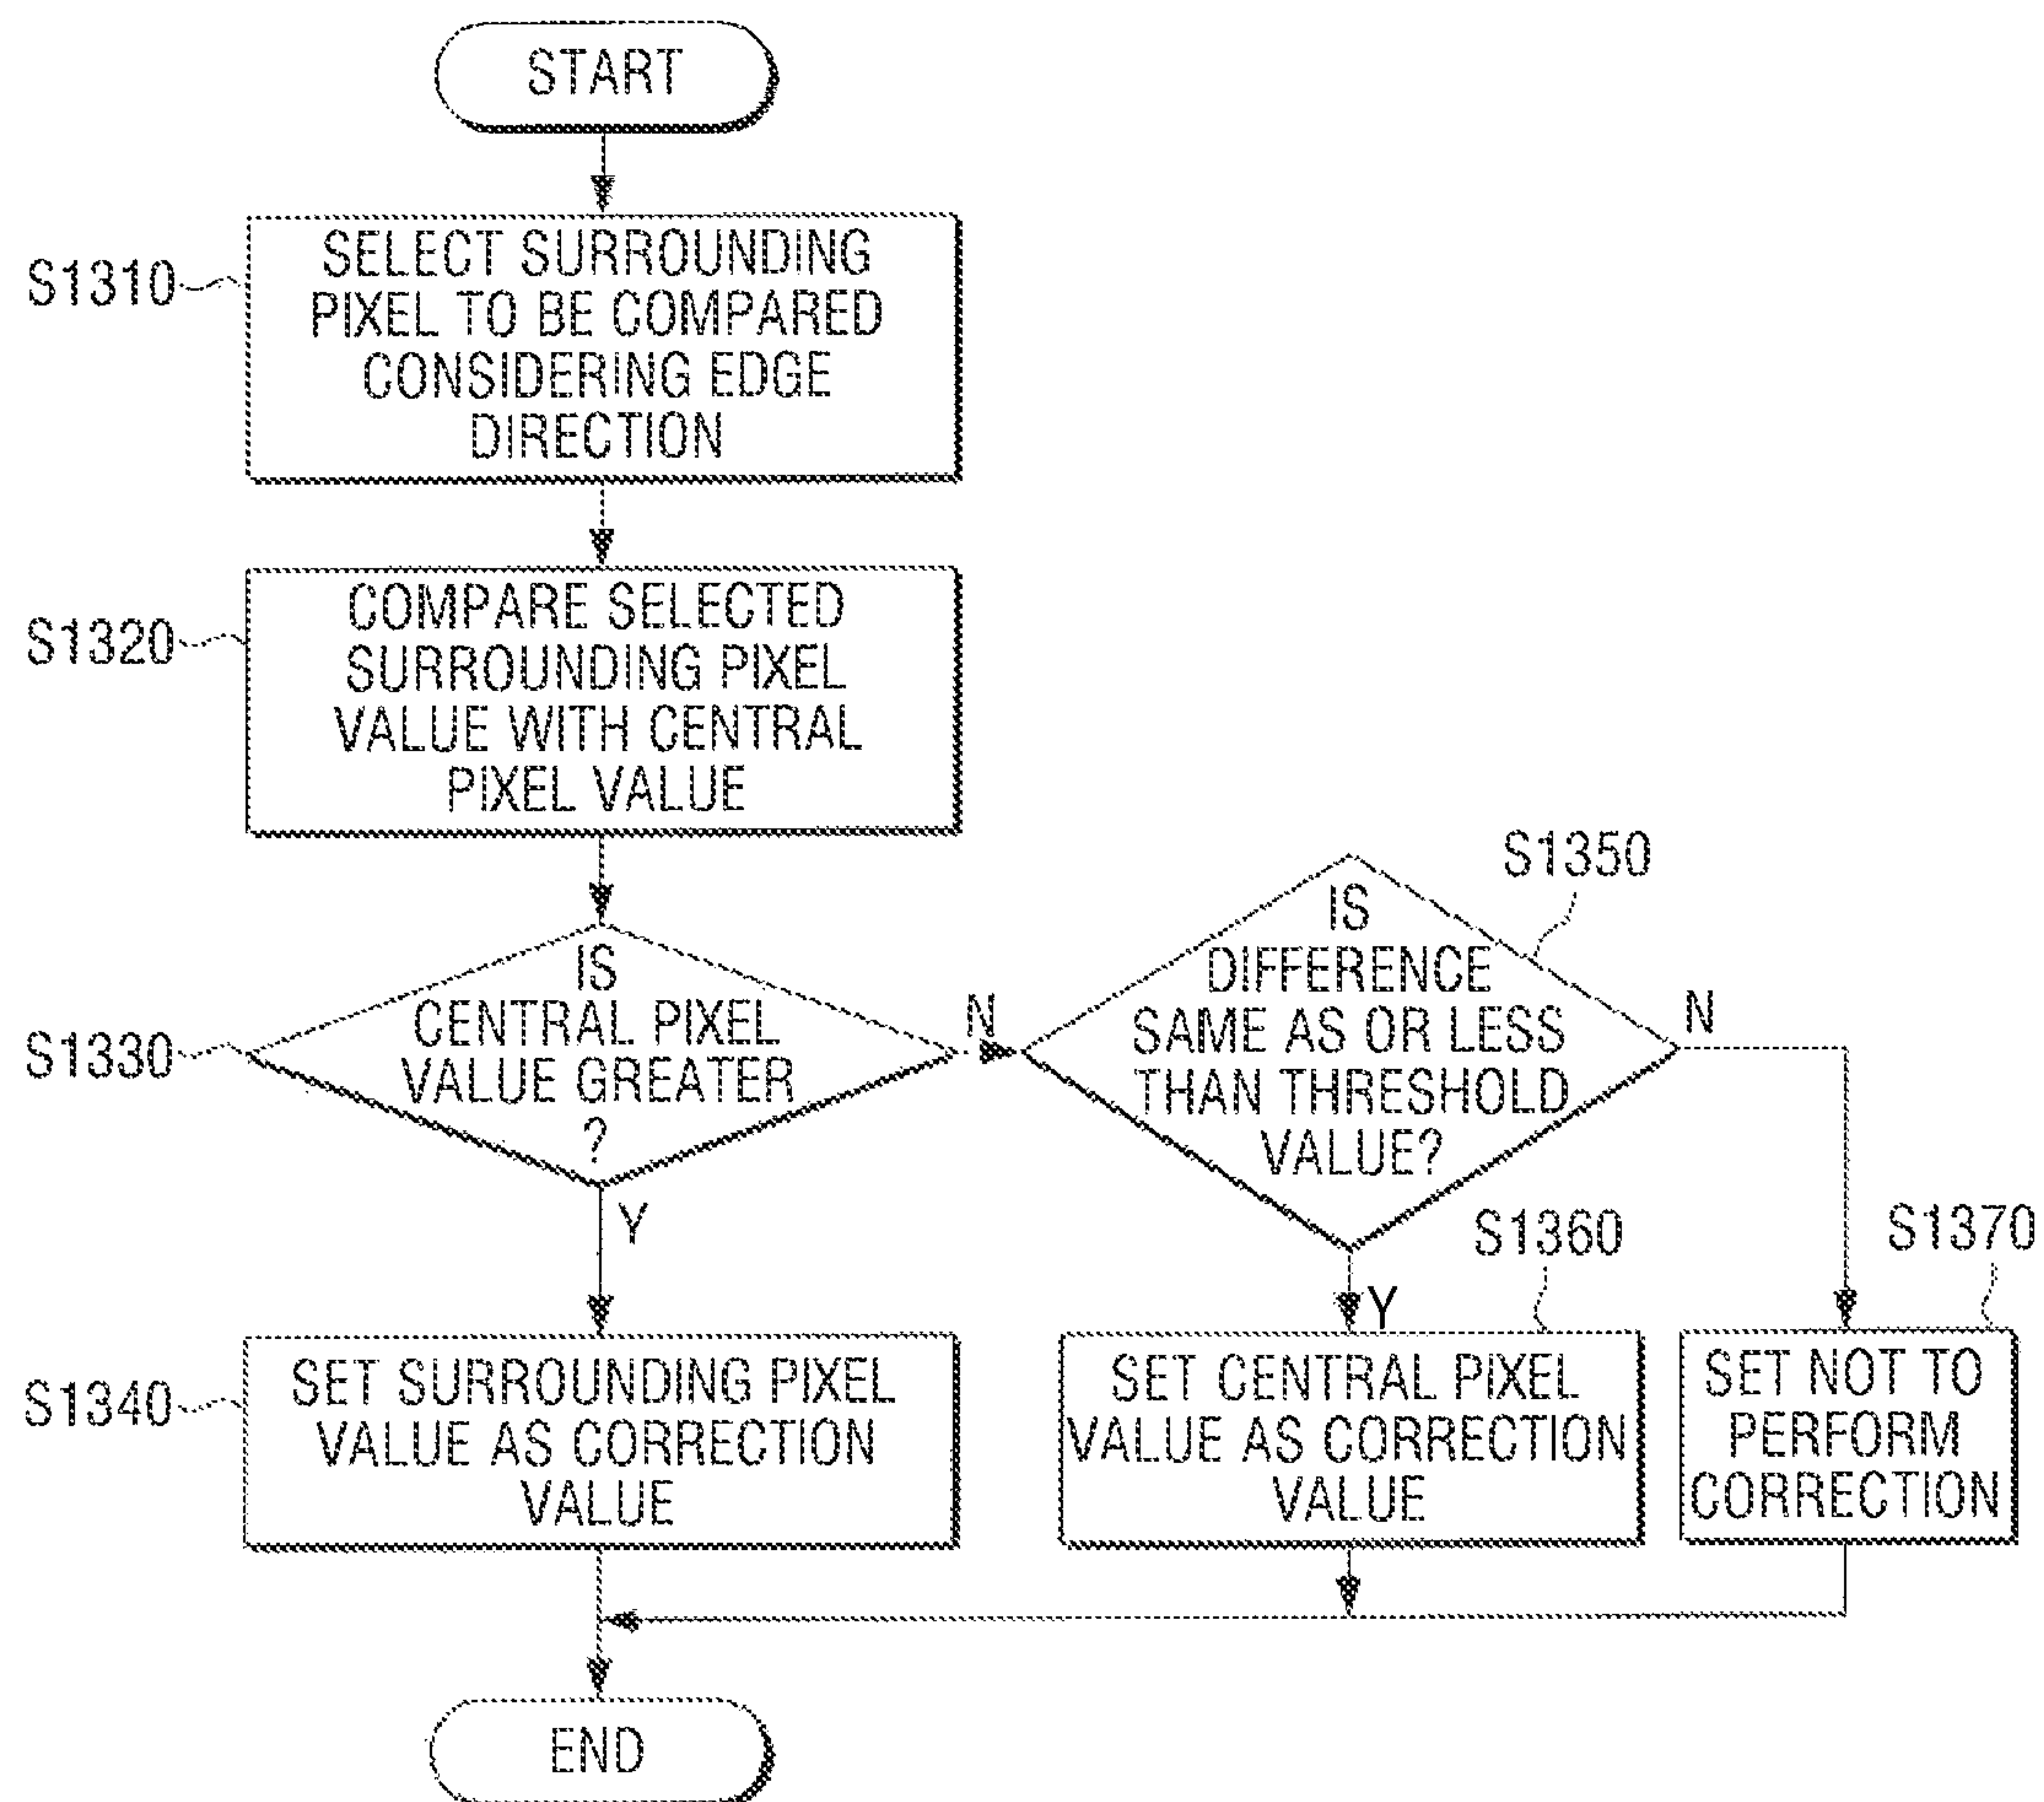 START
S1310
SELECT SURROUNDING
PIXEL TO BE COMPARED
CONSIDERING EDGE
DIRECTION
S1320
COMPARE SELECTED
SURROUNDING PIXEL
VALUE WITH CENTRAL
PIXEL VALUE
S1330
IS
CENTRAL PIXEL
VALUE GREATER
?
N
Y
S1350
IS
DIFFERENCE
SAME AS OR LESS
THAN THRESHOLD
VALUE?
N
Y
S1340
SET SURROUNDING PIXEL
VALUE AS CORRECTION
VALUE
S1360
SET CENTRAL PIXEL
VALUE AS CORRECTION
VALUE
S1370
SET NOT TO
PERFORM
CORRECTION
END